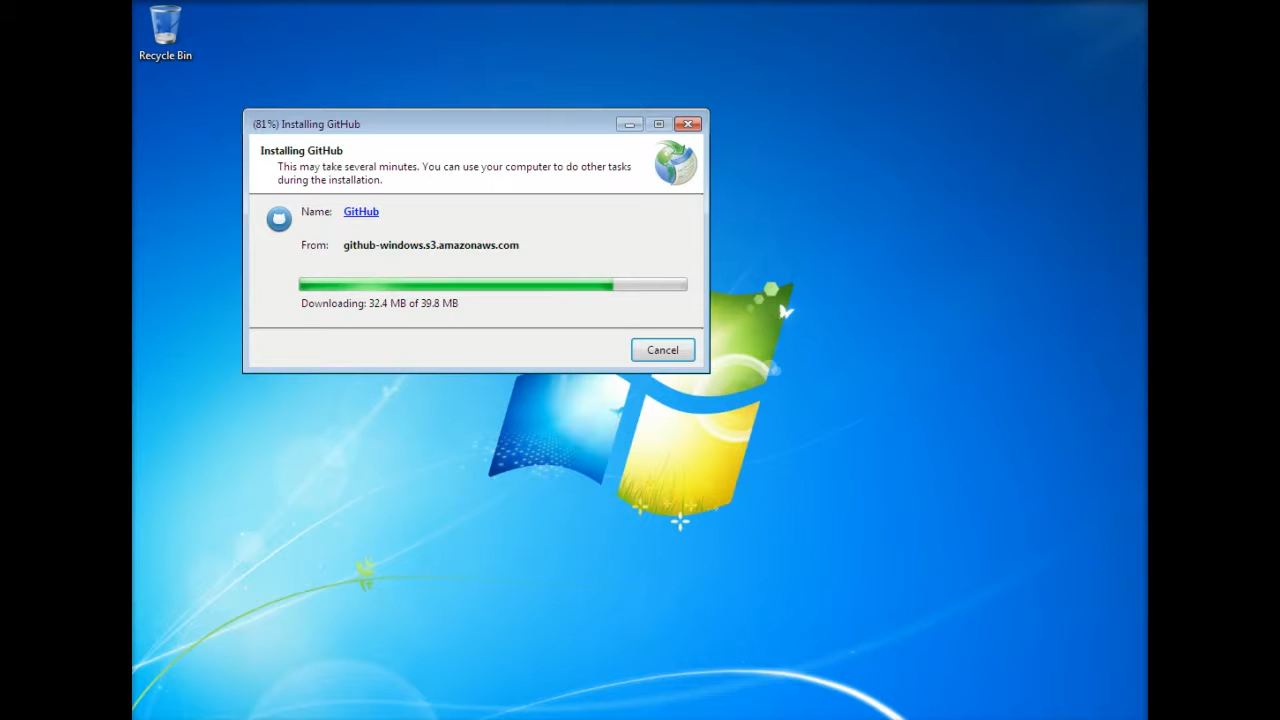 Recycle Bin
(81%) Installing GitHub
Installing GitHub
This may take several minutes. You can use your computer to do other tasks
during the installation.
Name: GitHub
From: github-windows.s3.amazonaws.com
Downloading: 32.4 MB of 39.8 MB
Cancel